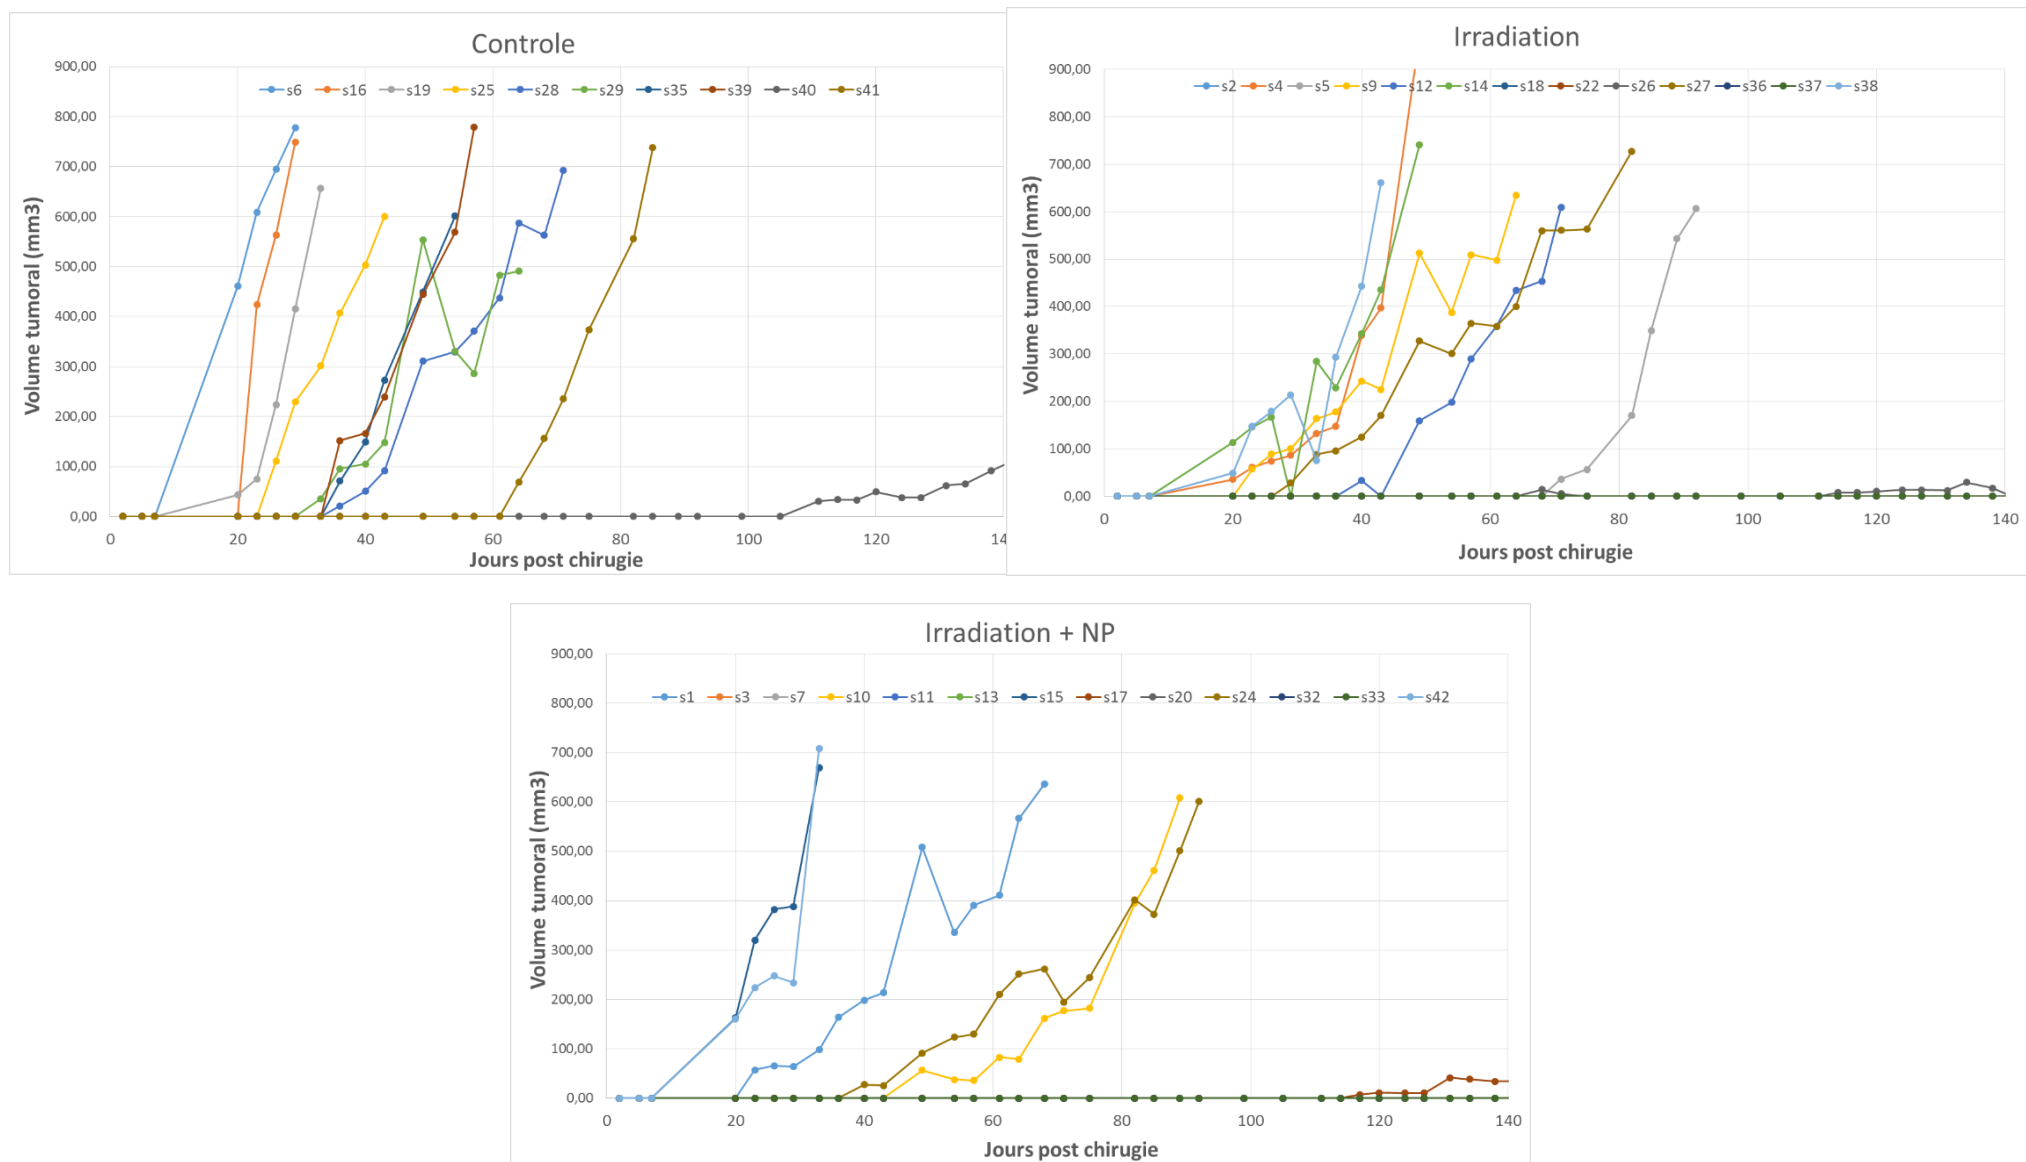 Controle
900,00
s6 s16 s19 s25 s28 s29 s35 s39 s40 s41
800,00
700,00
600,00
500,00
400,00
300,00
200,00
100,00
0,00
Volume tumoral (mm3)
0 20 40 60 80 100 120
Jours post chirugie
Irradiation
900,00
s2 s4 s5 s9 s12 s14 s18 s22 s26 s27 s36 s37 s38
800,00
700,00
600,00
500,00
400,00
300,00
200,00
100,00
0,00
Volume tumoral (mm3)
0 20 40 60 80 100 120 140
Jours post chirugie
Irradiation + NP
900,00
s1 s3 s7 s10 s11 s13 s15 s17 s20 s24 s32 s33 s42
800,00
700,00
600,00
500,00
400,00
300,00
200,00
100,00
0,00
Volume tumoral (mm3)
0 20 40 60 80 100 120 140
Jours post chirugie